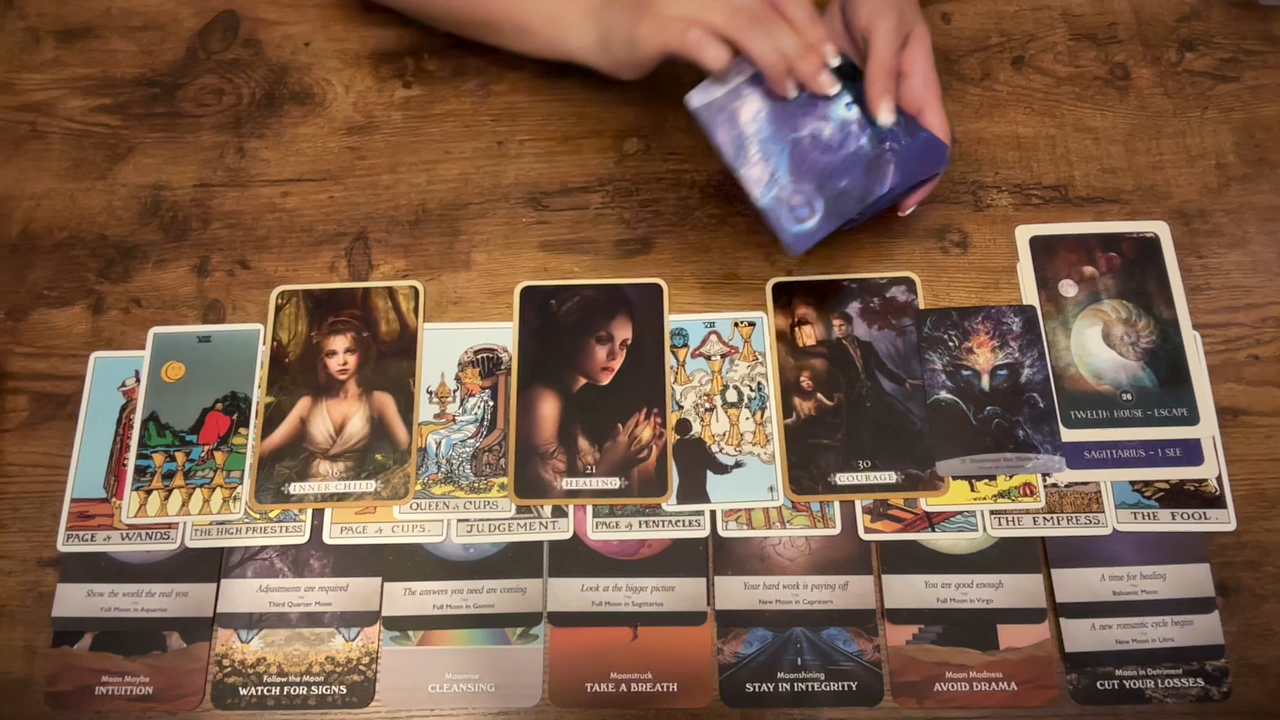 VIII
VII
36
TWELTH HOUSE ~ ESCAPE
SAGITTARIUS ~ I SEE
16
INNER CHILD
21
HEALING
30
COURAGE
QUEEN of CUPS.
PAGE of WANDS.
THE HIGH PRIESTESS
PAGE of CUPS.
JUDGEMENT.
PAGE of PENTACLES.
THE EMPRESS.
THE FOOL.
Show the world the real you
Full Moon in Aquarius
Adjustments are required
Third Quarter Moon
The answers you need are coming
Full Moon in Gemini
Look at the bigger picture
Full Moon in Sagittarius
Your hard work is paying off
New Moon in Capricorn
You are good enough
Full Moon in Virgo
A time for healing
Balsamic Moon
A new romantic cycle begins
New Moon in Libra
Moon Maybe
INTUITION
Follow the Moon
WATCH FOR SIGNS
Moonrise
CLEANSING
Moonstruck
TAKE A BREATH
Moonshining
STAY IN INTEGRITY
Moon Madness
AVOID DRAMA
Moon in Detriment
CUT YOUR LOSSES